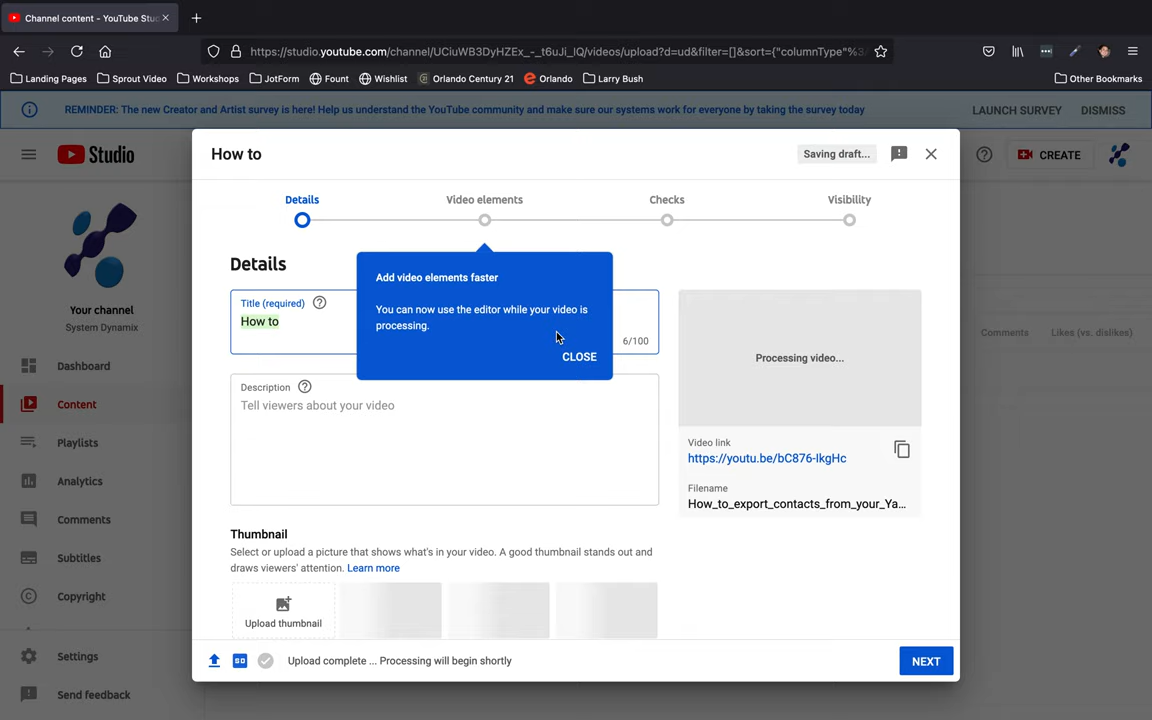 Channel content - YouTube Stu
https://studio.youtube.com/channel/UCiuWB3DyHZEx_-_t6uJi_lQ/videos/upload?d=ud&filter=[]&sort={"columnType"%3
Landing Pages
Sprout Video
Workshops
JotForm
Fount
Wishlist
Orlando Century 21
Orlando
Larry Bush
Other Bookmarks
REMINDER: The new Creator and Artist survey is here! Help us understand the YouTube community and make sure our systems work for everyone by taking the survey today
LAUNCH SURVEY
DISMISS
Studio
CREATE
How to
Saving draft...
Details
Video elements
Checks
Visibility
Details
Add video elements faster
You can now use the editor while your video is
processing.
CLOSE
Title (required)
How to
6/100
Description
Tell viewers about your video
Processing video...
Video link
https://youtu.be/bC876-IkgHc
Filename
How_to_export_contacts_from_your_Ya...
Thumbnail
Select or upload a picture that shows what's in your video. A good thumbnail stands out and
draws viewers' attention. Learn more
Upload thumbnail
SD
Upload complete ... Processing will begin shortly
NEXT
Your channel
System Dynamix
Dashboard
Content
Playlists
Analytics
Comments
Subtitles
Copyright
Settings
Send feedback
Comments
Likes (vs. dislikes)